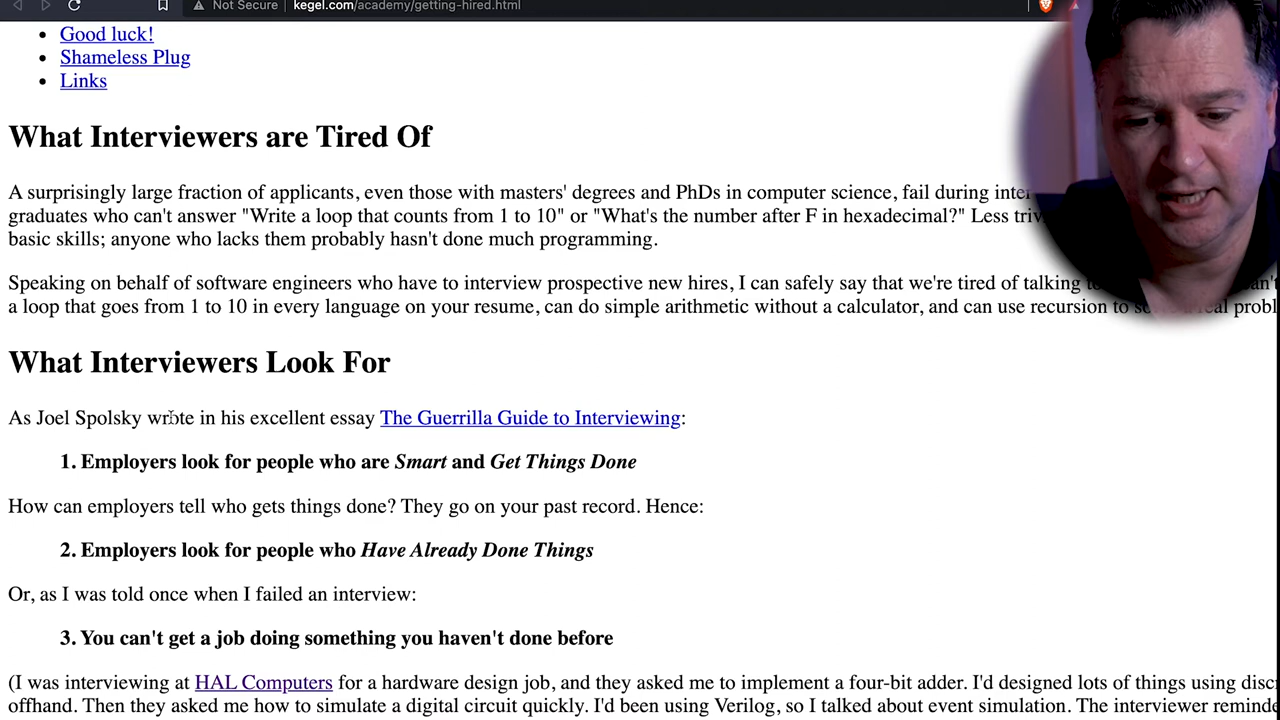 Not Secure | kegel.com/academy/getting-hired.html
Good luck!
Shameless Plug
Links
What Interviewers are Tired Of
A surprisingly large fraction of applicants, even those with masters' degrees and PhDs in computer science, fail during
graduates who can't answer "Write a loop that counts from 1 to 10" or "What's the number after F in hexadecimal?" Less
basic skills; anyone who lacks them probably hasn't done much programming.
Speaking on behalf of software engineers who have to interview prospective new hires, I can safely say that we're tired of talking
a loop that goes from 1 to 10 in every language on your resume, can do simple arithmetic without a calculator, and can use recursion to
What Interviewers Look For
As Joel Spolsky wrote in his excellent essay The Guerrilla Guide to Interviewing:
1. Employers look for people who are Smart and Get Things Done
How can employers tell who gets things done? They go on your past record. Hence:
2. Employers look for people who Have Already Done Things
Or, as I was told once when I failed an interview:
3. You can't get a job doing something you haven't done before
(I was interviewing at HAL Computers for a hardware design job, and they asked me to implement a four-bit adder. I'd designed lots of things using
offhand. Then they asked me how to simulate a digital circuit quickly. I'd been using Verilog, so I talked about event simulation. The interviewer